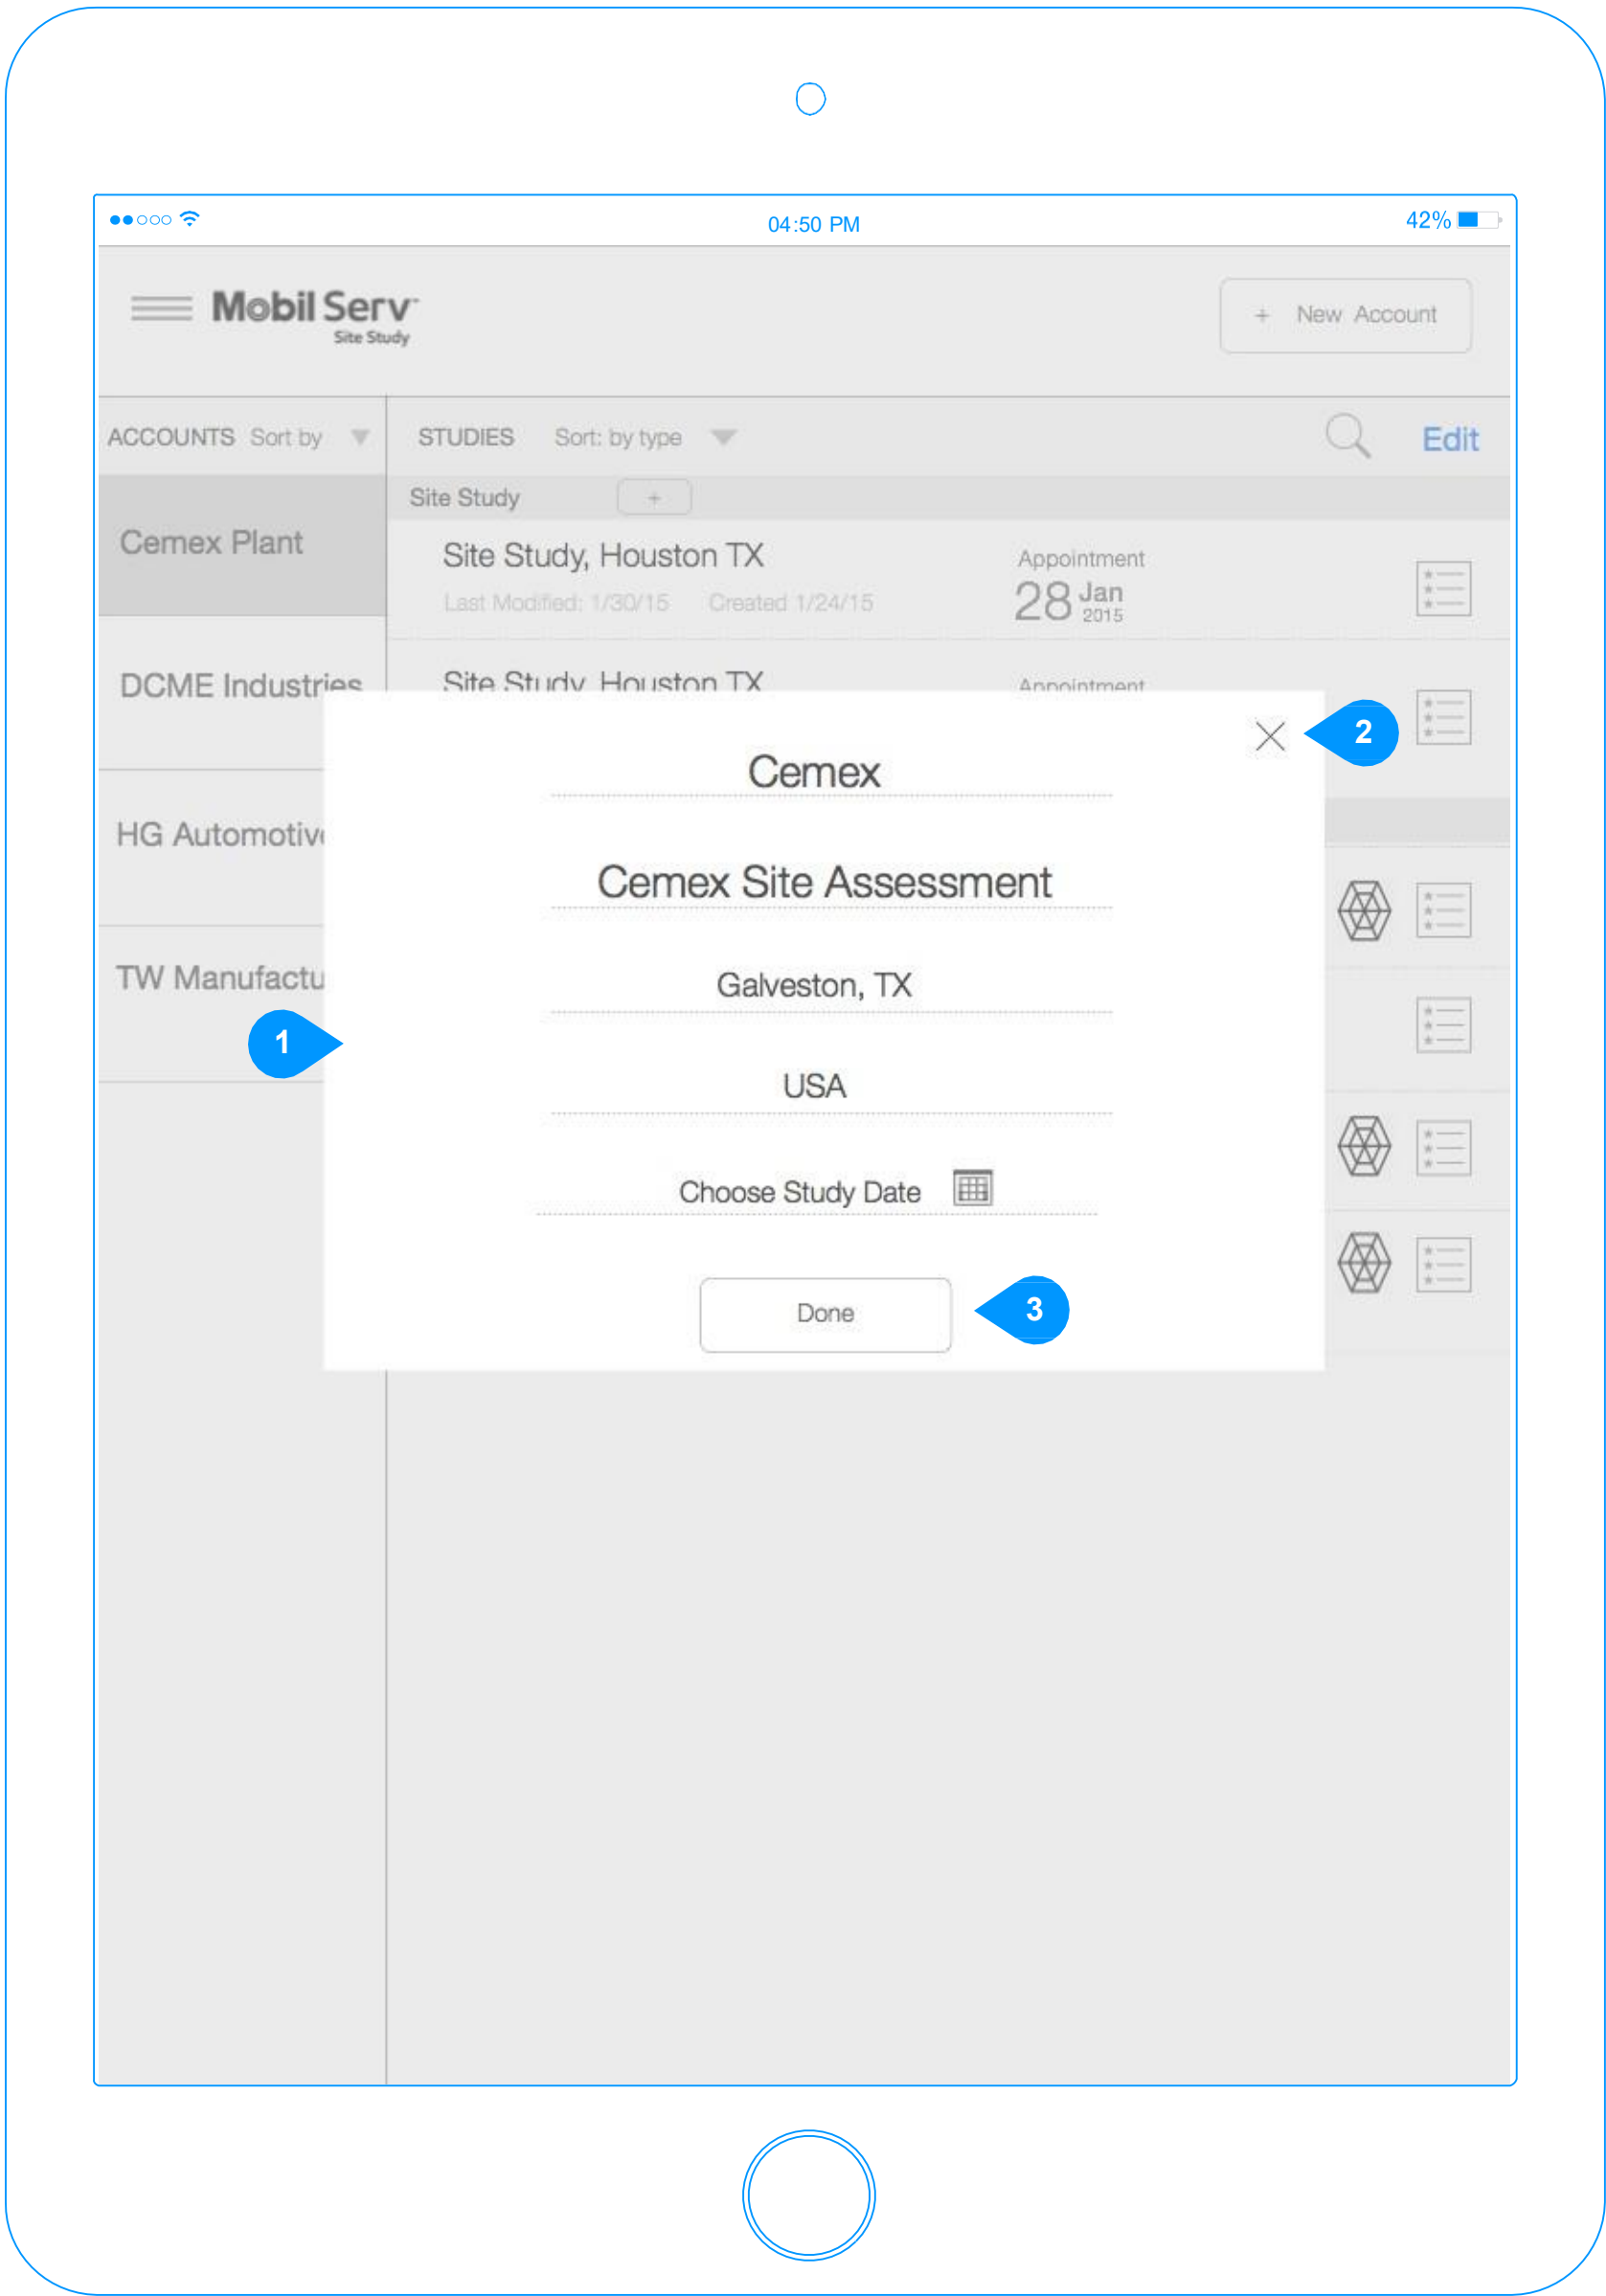 04:50 PM
42%
Mobil Serv™
Site Study
+ New Account
ACCOUNTS Sort by
STUDIES Sort: by type
Edit
Site Study +
Cemex Plant
Site Study, Houston TX
Last Modified: 1/30/15 Created 1/24/15
Appointment
28 Jan
2015
DCME Industries
Site Study, Houston TX
Appointment
2
Cemex
HG Automotive
Cemex Site Assessment
TW Manufactu
Galveston, TX
1
USA
Choose Study Date
Done
3